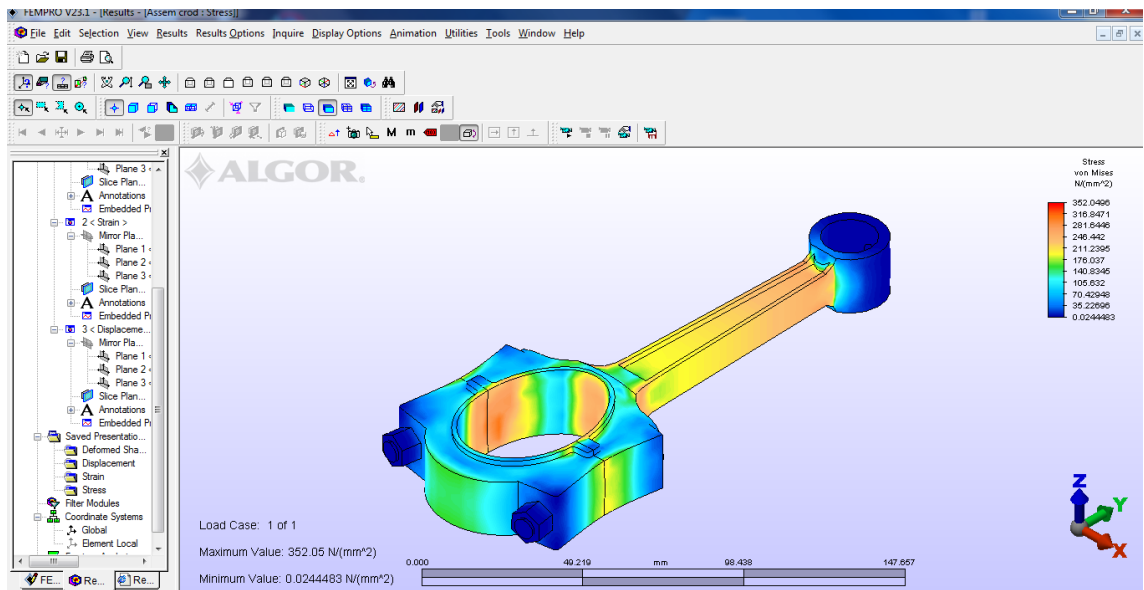 FEMPRO V23.1 - [Results - [Assem crod : Stress]]
File Edit Selection View Results Results Options Inquire Display Options Animation Utilities Tools Window Help
M m
Plane 3 <
Slice Plan...
A Annotations
Embedded Pr
2 < Strain >
Mirror Pla...
Plane 1 <
Plane 2 <
Plane 3 <
Slice Plan...
A Annotations
Embedded Pr
3 < Displaceme...
Mirror Pla...
Plane 1 <
Plane 2 <
Plane 3 <
Slice Plan...
A Annotations
Embedded Pr
Saved Presentatio...
Deformed Sha...
Displacement
Strain
Stress
Filter Modules
Coordinate Systems
Global
Element Local
FE... Re... Re...
ALGOR.
Stress
von Mises
N/(mm^2)
352.0496
316.8471
281.6446
246.442
211.2395
176.037
140.8345
105.632
70.42948
35.22696
0.0244483
Load Case: 1 of 1
Maximum Value: 352.05 N/(mm^2)
Minimum Value: 0.0244483 N/(mm^2)
0.000 49.219 mm 98.438 147.657
Z
Y
X